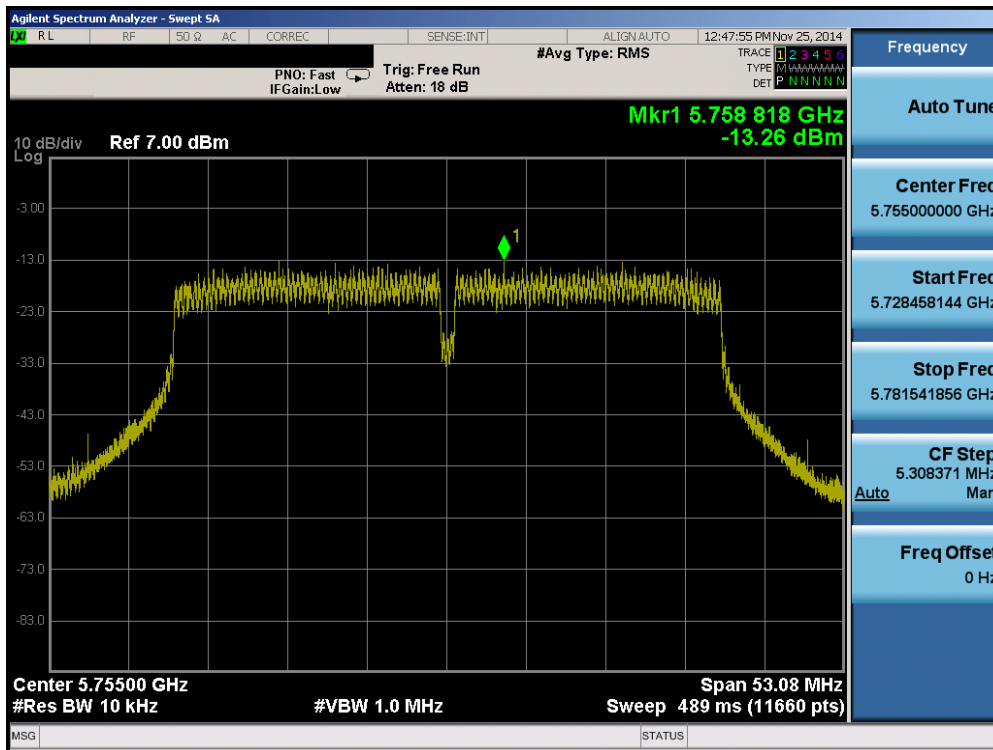 Agilent Spectrum Analyzer - Swept SA
LXI RL RF 50 Ω AC CORREC SENSE:INT ALIGN AUTO 12:47:55 PM Nov 25, 2014
PNO: Fast
IFGain:Low
Trig: Free Run
Atten: 18 dB
#Avg Type: RMS
TRACE 1 2 3 4 5 6
TYPE M W W W W W
DET P N N N N N
Mkr1 5.758 818 GHz
-13.26 dBm
10 dB/div Ref 7.00 dBm
Log
1
-3.00
-13.0
-23.0
-33.0
-43.0
-53.0
-63.0
-73.0
-83.0
Center 5.75500 GHz Span 53.08 MHz
#Res BW 10 kHz #VBW 1.0 MHz Sweep 489 ms (11660 pts)
MSG STATUS
Frequency
Auto Tune
Center Freq
5.755000000 GHz
Start Freq
5.728458144 GHz
Stop Freq
5.781541856 GHz
CF Step
5.308371 MHz
Auto Man
Freq Offset
0 Hz